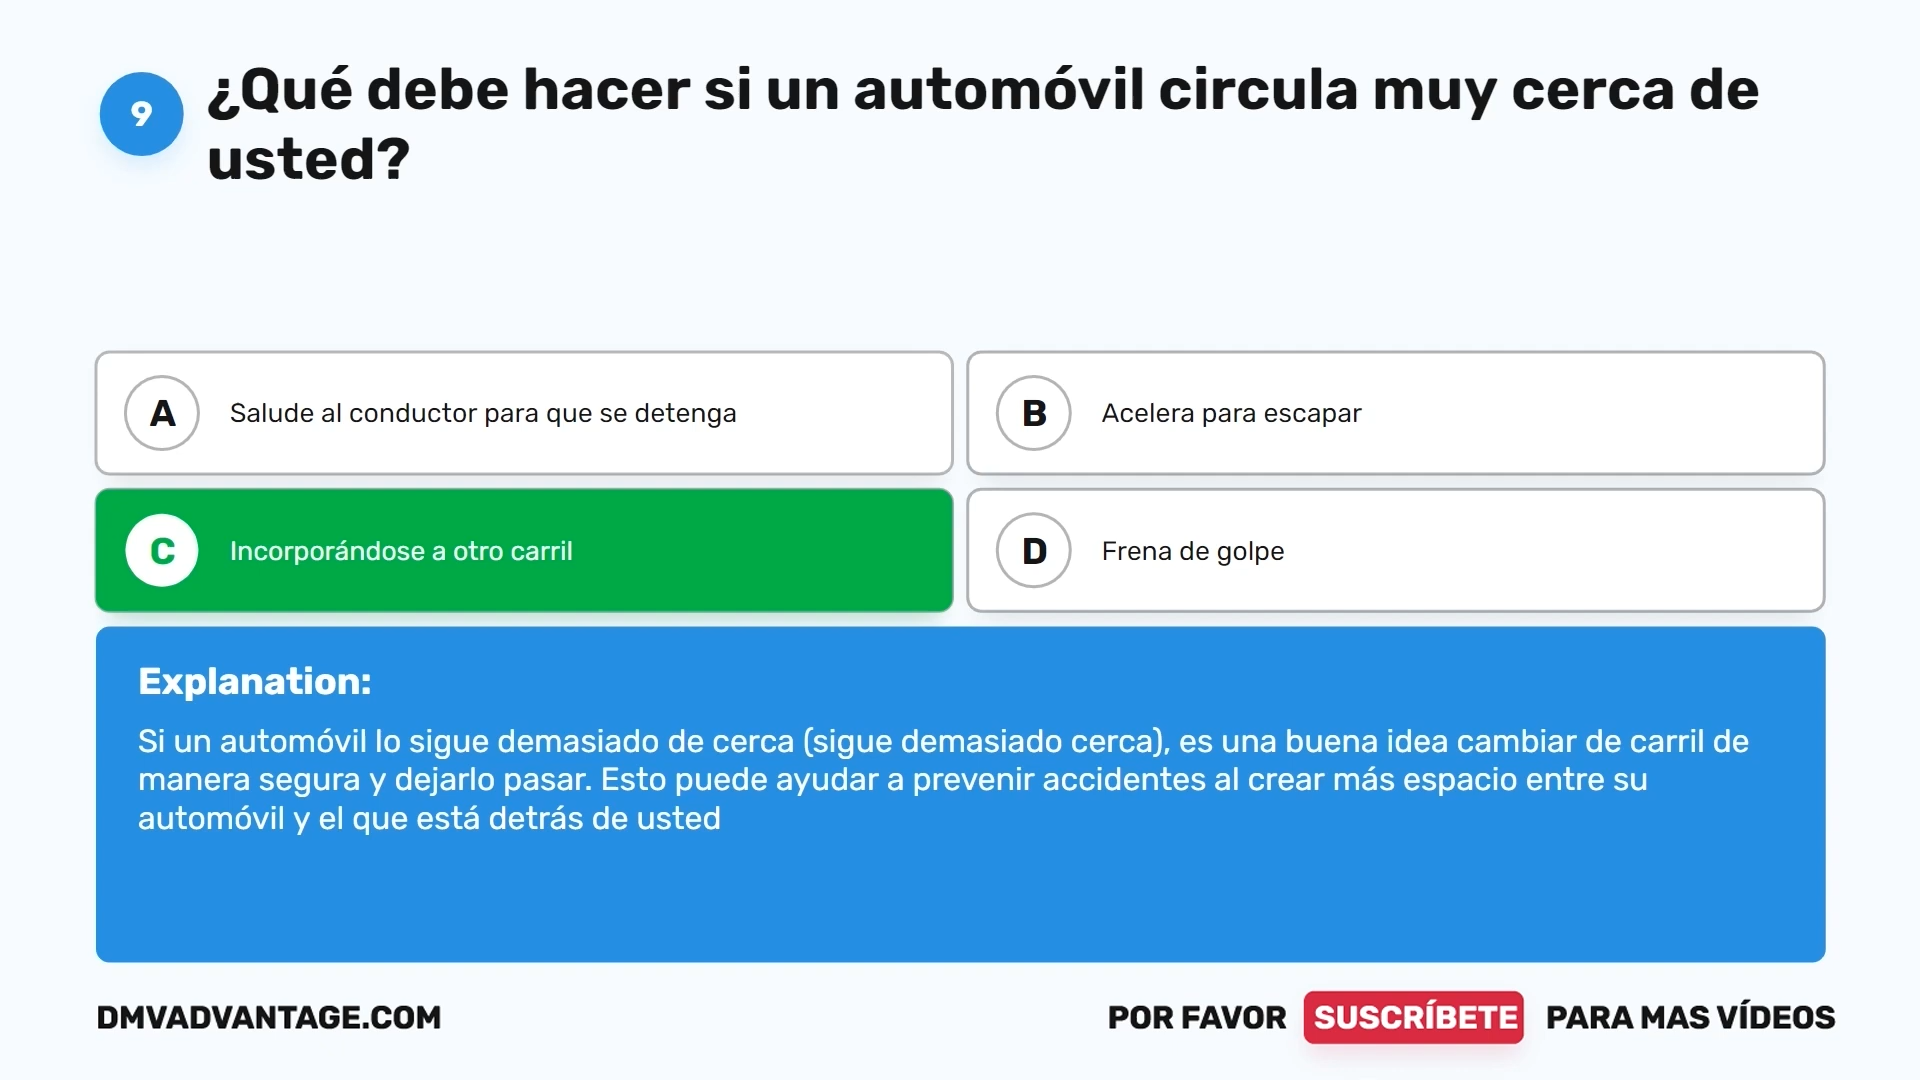 9
¿Qué debe hacer si un automóvil circula muy cerca de
usted?
A Salude al conductor para que se detenga
B Acelera para escapar
C Incorporándose a otro carril
D Frena de golpe
Explanation:
Si un automóvil lo sigue demasiado de cerca (sigue demasiado cerca), es una buena idea cambiar de carril de
manera segura y dejarlo pasar. Esto puede ayudar a prevenir accidentes al crear más espacio entre su
automóvil y el que está detrás de usted
DMVADVANTAGE.COM
POR FAVOR SUSCRÍBETE PARA MAS VÍDEOS